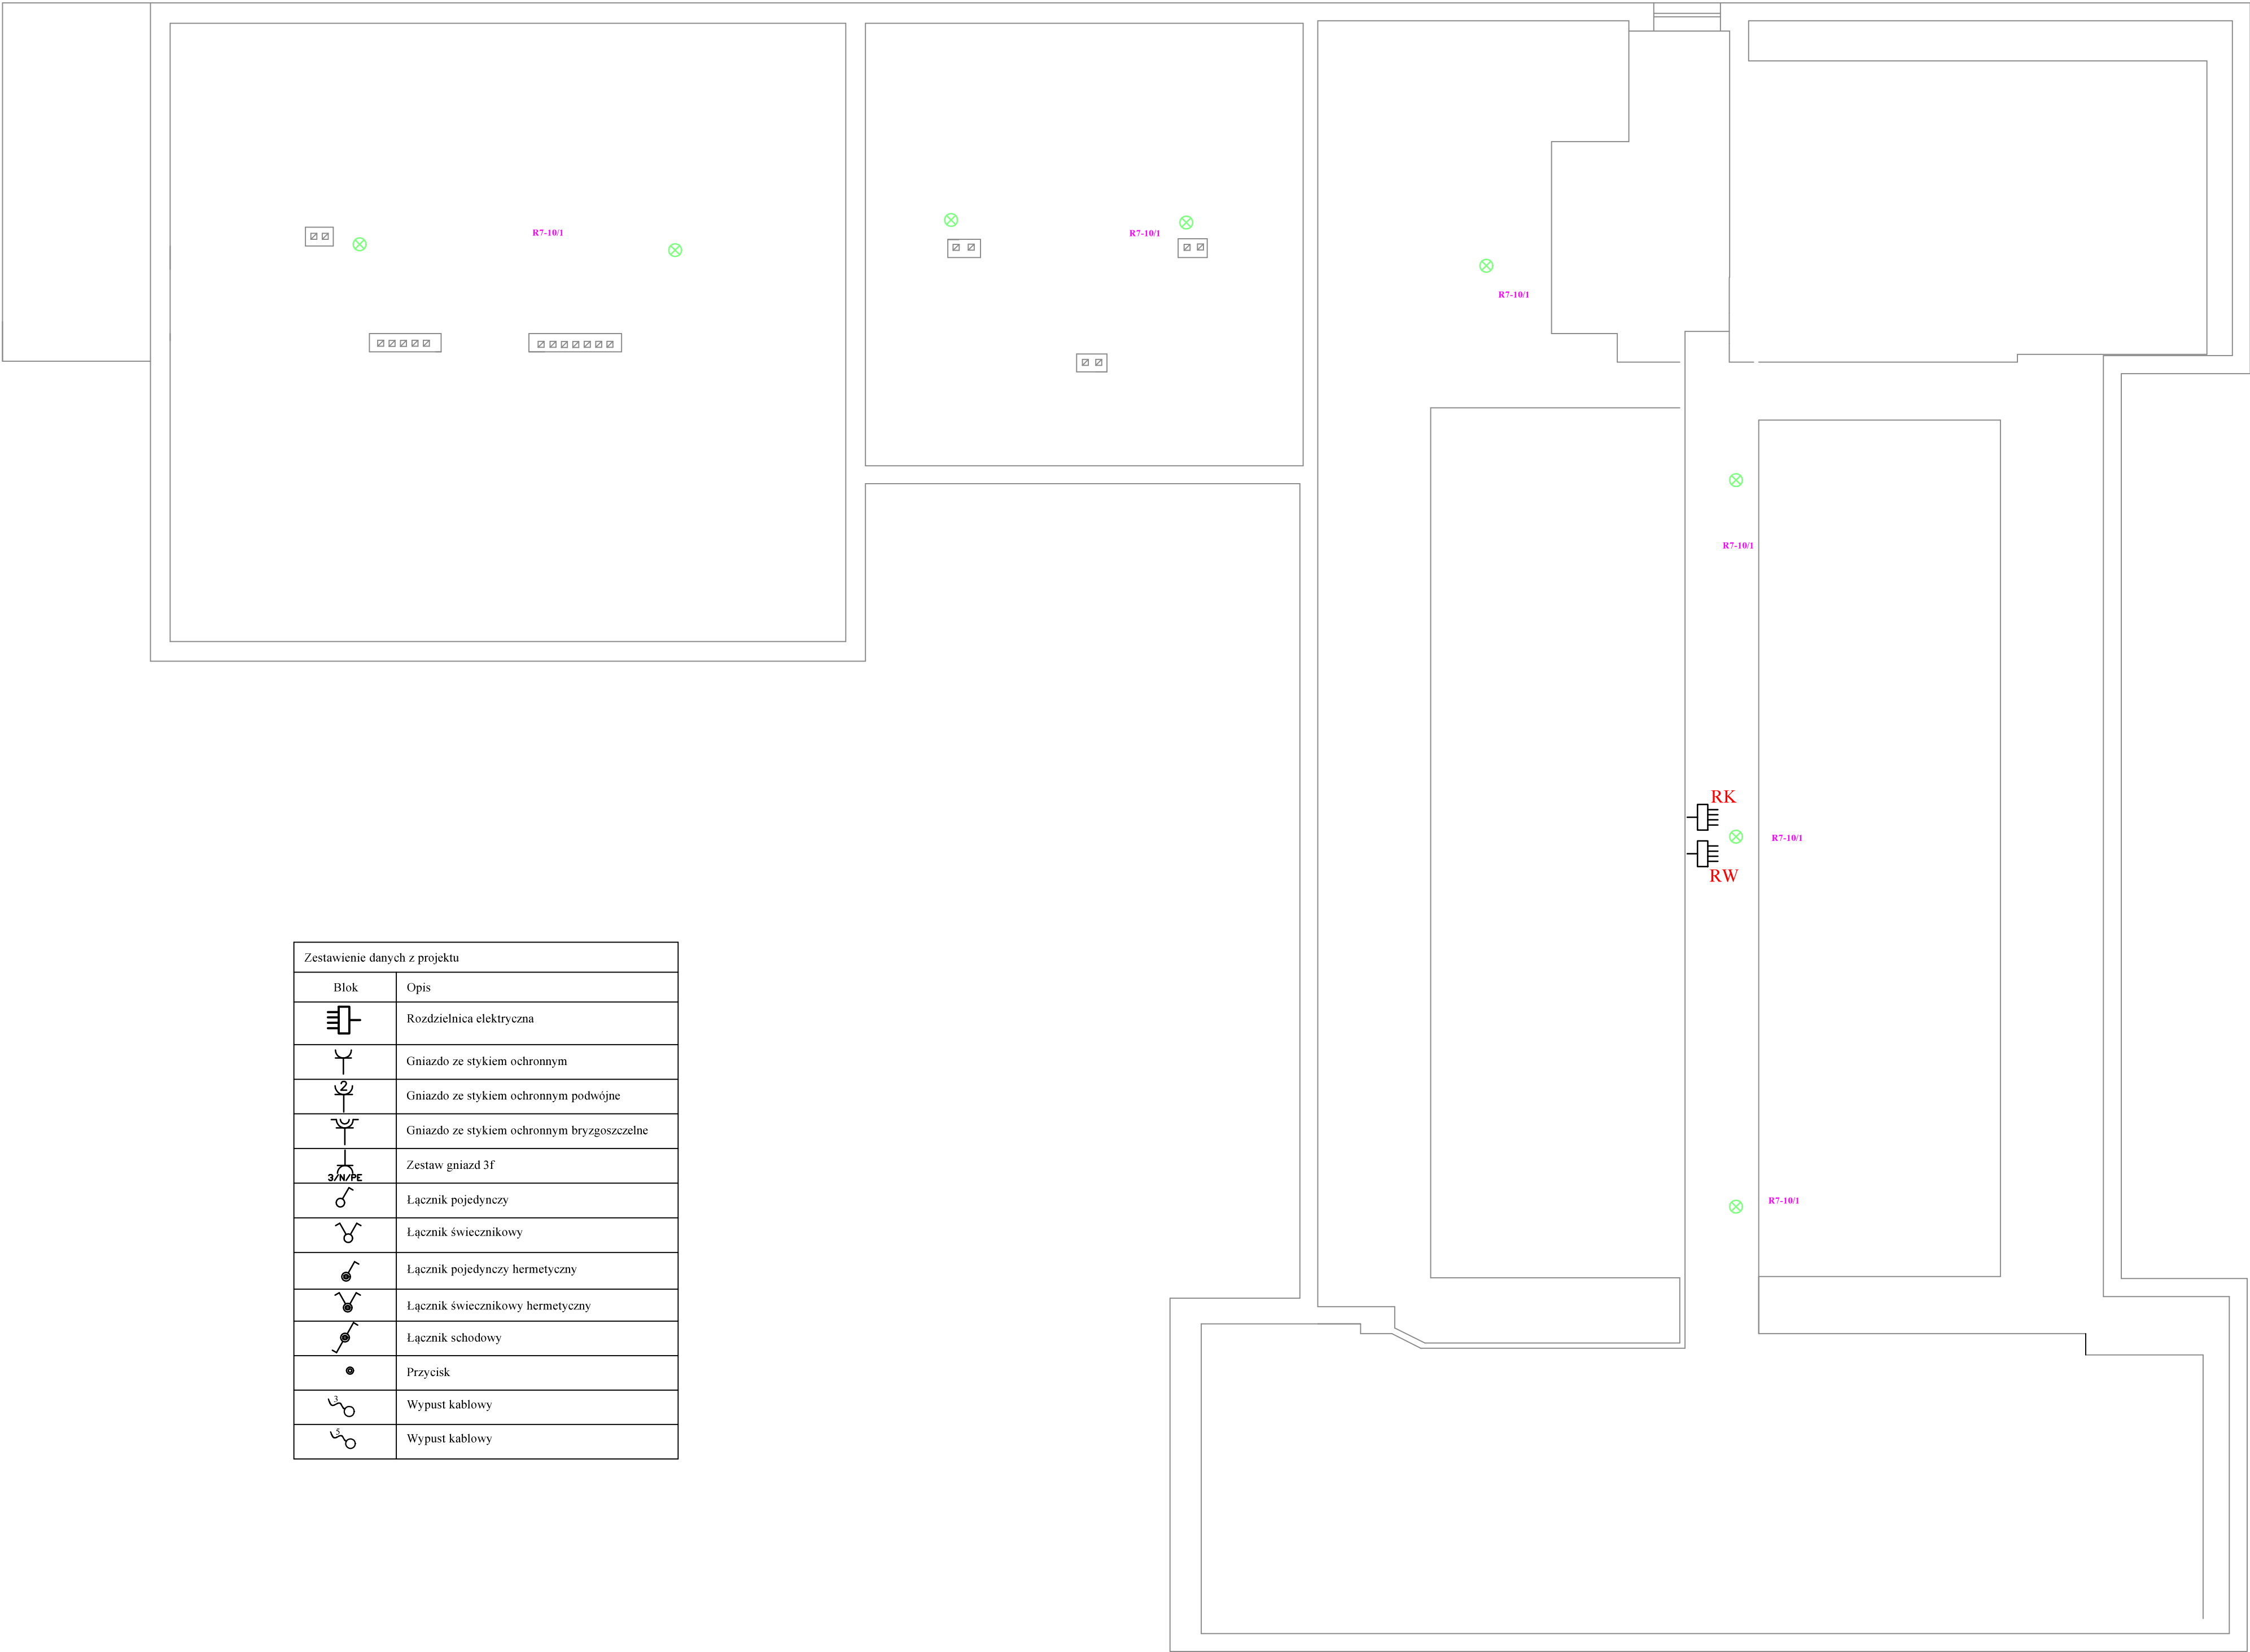 R7-10/1
R7-10/1
R7-10/1
R7-10/1
RK
R7-10/1
RW
Zestawienie danych z projektu
Blok Opis
Rozdzielnica elektryczna
Gniazdo ze stykiem ochronnym
2 Gniazdo ze stykiem ochronnym podwójne
Gniazdo ze stykiem ochronnym bryzgoszczelne
Zestaw gniazd 3f
3/N/PE
Łącznik pojedynczy
R7-10/1
Łącznik świecznikowy
Łącznik pojedynczy hermetyczny
Łącznik świecznikowy hermetyczny
Łącznik schodowy
Przycisk
3 Wypust kablowy
5 Wypust kablowy